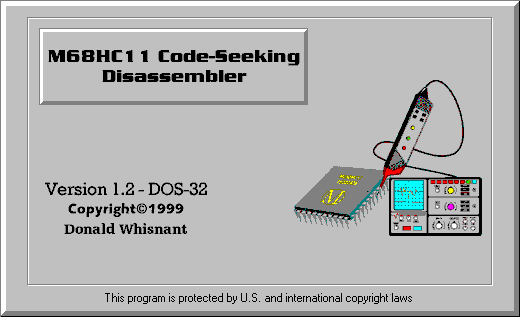 M68HC11 Code-Seeking
Disassembler
Version 1.2 - DOS-32
Copyright©1999
Donald Whisnant
This program is protected by U.S. and international copyright laws